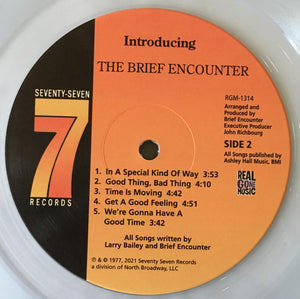 Introducing
THE BRIEF ENCOUNTER
SEVENTY-SEVEN
7
RECORDS
RGM-1314
Arranged and
Produced by
Brief Encounter
Executive Producer
John Richbourg
SIDE 2
All Songs published by
Ashley Hall Music, BMI
1 In A Special Kind Of Way 3:53
2 Good Thing, Bad Thing 4:10
3 Time Is Moving 3:42
4 Get A Good Feeling 4:51
5 We're Gonna Have A
Good Time 3:42
REAL
GONE
MUSIC
All Songs written by
Larry Bailey and Brief Encounter
℗ & © 1977, 2021 Seventy Seven Records
a division of North Broadway, LLC